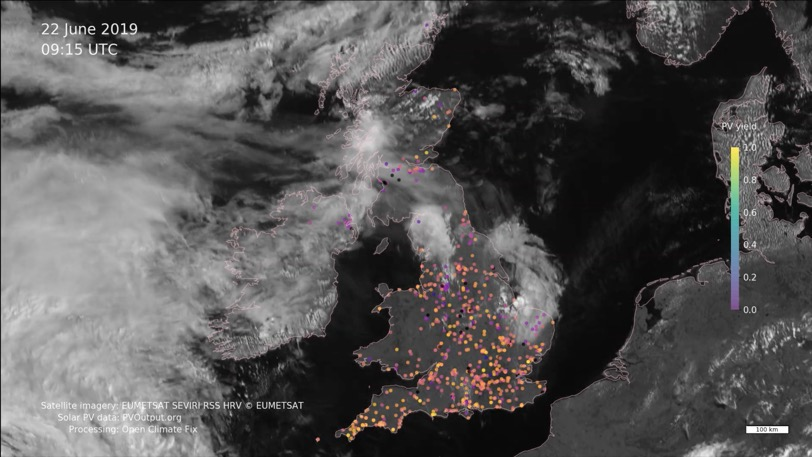 22 June 2019
09:15 UTC
PV yield
1.0
0.8
0.6
0.4
0.2
0.0
Satellite imagery: EUMETSAT SEVIRI RSS HRV © EUMETSAT
Solar PV data: PVOutput.org
Processing: Open Climate Fix
100 km